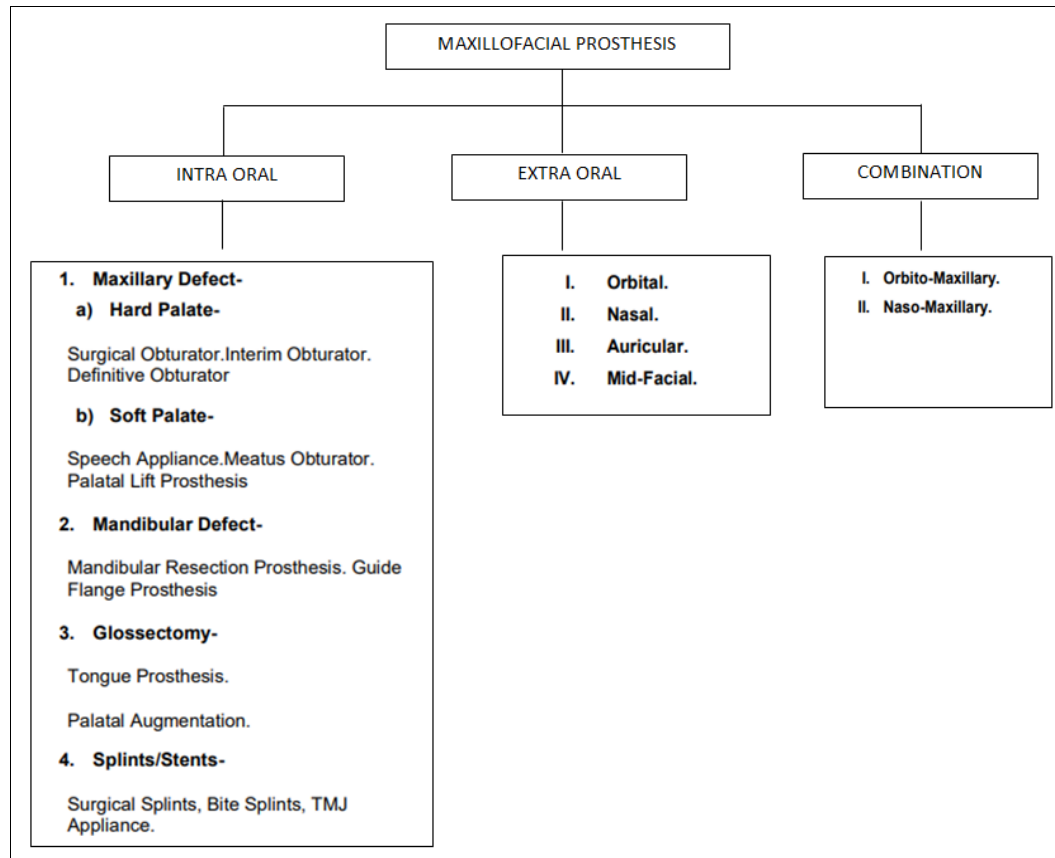 MAXILLOFACIAL PROSTHESIS
INTRA ORAL
EXTRA ORAL
COMBINATION
1. Maxillary Defect-
a) Hard Palate-
Surgical Obturator.Interim Obturator.
Definitive Obturator
b) Soft Palate-
Speech Appliance.Meatus Obturator.
Palatal Lift Prosthesis
2. Mandibular Defect-
Mandibular Resection Prosthesis. Guide
Flange Prosthesis
3. Glossectomy-
Tongue Prosthesis.
Palatal Augmentation.
4. Splints/Stents-
Surgical Splints, Bite Splints, TMJ
Appliance.
I. Orbital.
II. Nasal.
III. Auricular.
IV. Mid-Facial.
I. Orbito-Maxillary.
II. Naso-Maxillary.